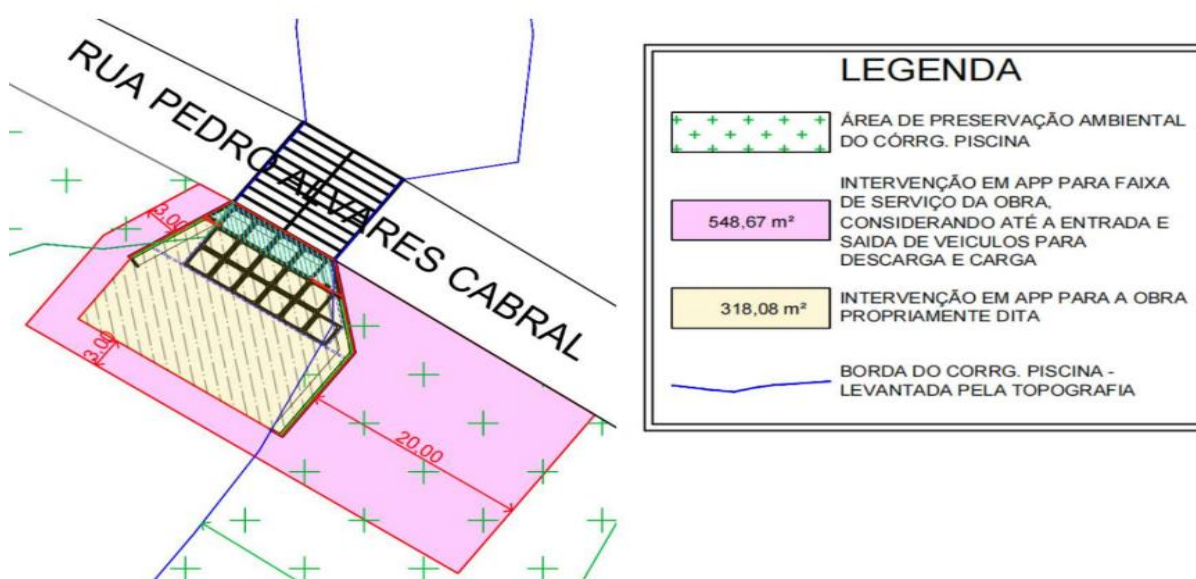 RUA PEDRO ALVARES CABRAL
3,00
3,00
20,00
LEGENDA
ÁREA DE PRESERVAÇÃO AMBIENTAL
DO CÓRRG. PISCINA
INTERVENÇÃO EM APP PARA FAIXA
DE SERVIÇO DA OBRA,
CONSIDERANDO ATÉ A ENTRADA E
SAIDA DE VEICULOS PARA
DESCARGA E CARGA
548,67 m²
INTERVENÇÃO EM APP PARA A OBRA
PROPRIAMENTE DITA
318,08 m²
BORDA DO CORRG. PISCINA -
LEVANTADA PELA TOPOGRAFIA